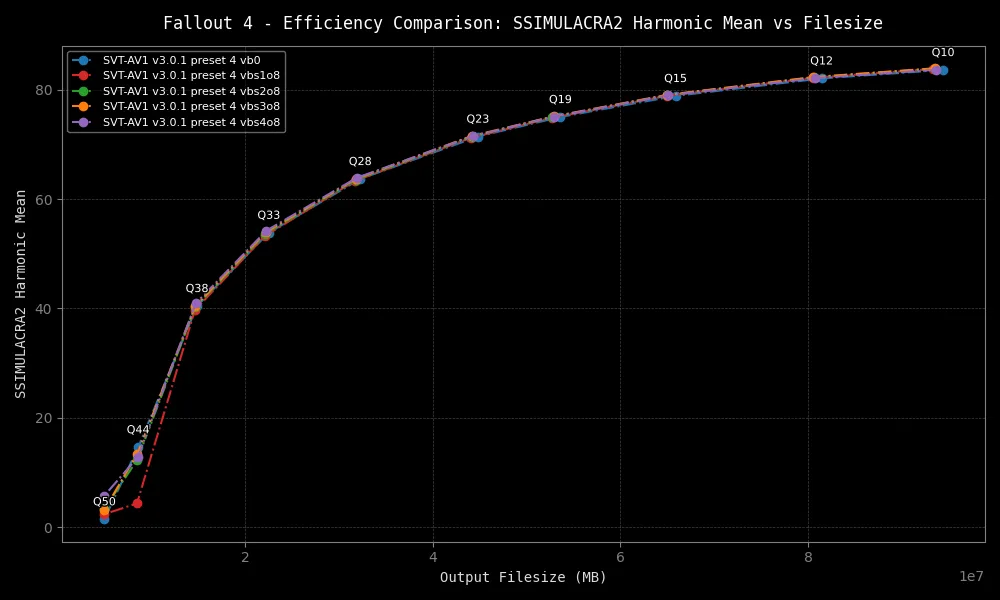 Fallout 4 - Efficiency Comparison: SSIMULACRA2 Harmonic Mean vs Filesize
SVT-AV1 v3.0.1 preset 4 vb0
SVT-AV1 v3.0.1 preset 4 vbs1o8
SVT-AV1 v3.0.1 preset 4 vbs2o8
SVT-AV1 v3.0.1 preset 4 vbs3o8
SVT-AV1 v3.0.1 preset 4 vbs4o8
Q10
Q12
Q15
Q19
Q23
Q28
Q33
Q38
Q44
Q50
80
60
40
20
0
SSIMULACRA2 Harmonic Mean
2
4
6
8
1e7
Output Filesize (MB)